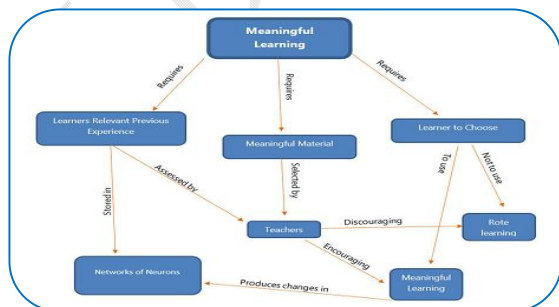 Meaningful
Learning
Requires
Requires
Requires
Learners Relevant Previous
Experience
Meaningful Material
Learner to Choose
Assessed by
Stored in
Selected by
To use
Not to use
Teachers
Discouraging
Rote
learning
Encouraging
Networks of Neurons
Produces changes in
Meaningful
Learning